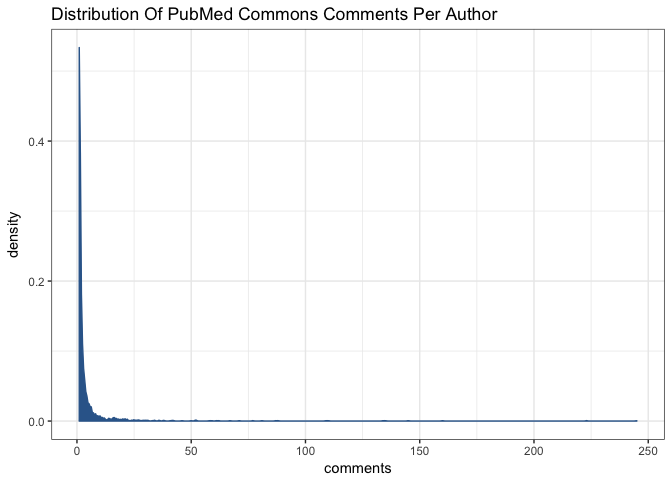 Distribution Of PubMed Commons Comments Per Author
density
0.4
0.2
0.0
0 50 100 150 200 250
comments